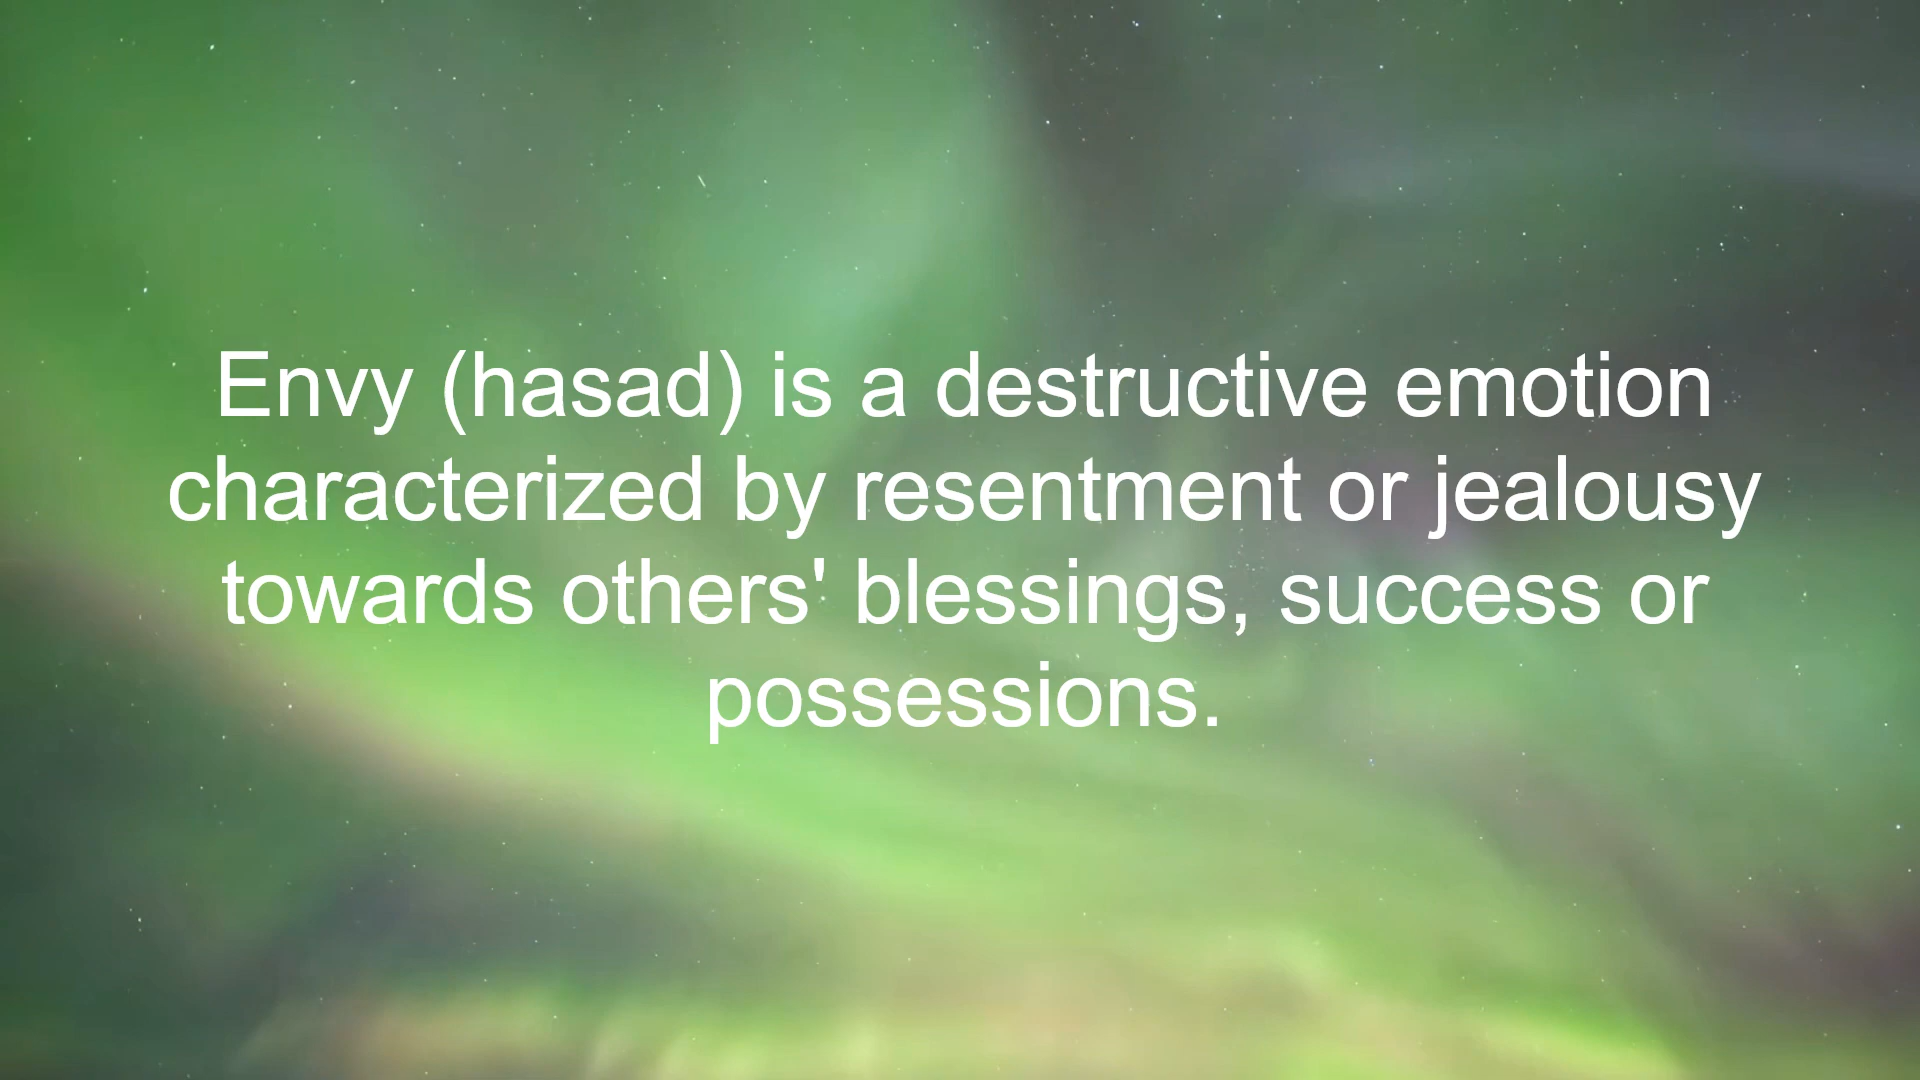 Envy (hasad) is a destructive emotion
characterized by resentment or jealousy
towards others' blessings, success or
possessions.